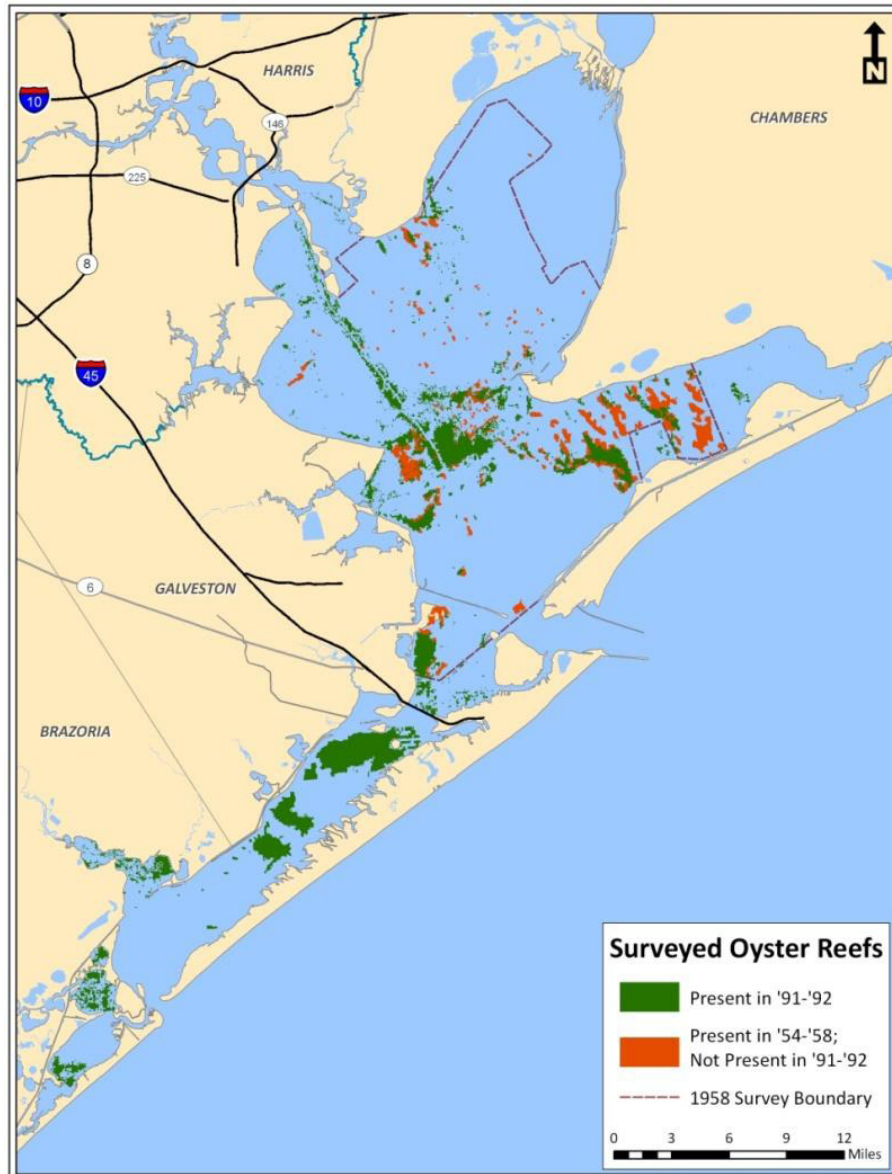 N
HARRIS
10
146
CHAMBERS
225
8
45
6
GALVESTON
BRAZORIA
Surveyed Oyster Reefs
Present in '91-'92
Present in '54-'58;
Not Present in '91-'92
1958 Survey Boundary
0 3 6 9 12
Miles